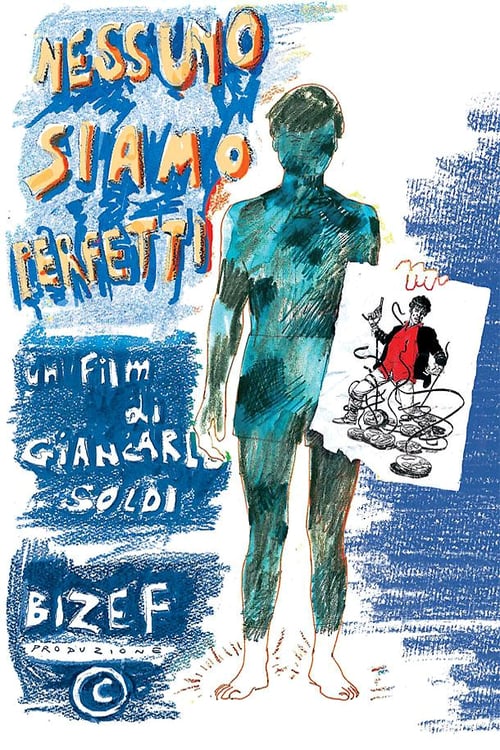 NESSUNO
SIAMO
PERFETTI
un film
di
GIANCARLO
SOLDI
BIZEF
PRODUZIONE
©